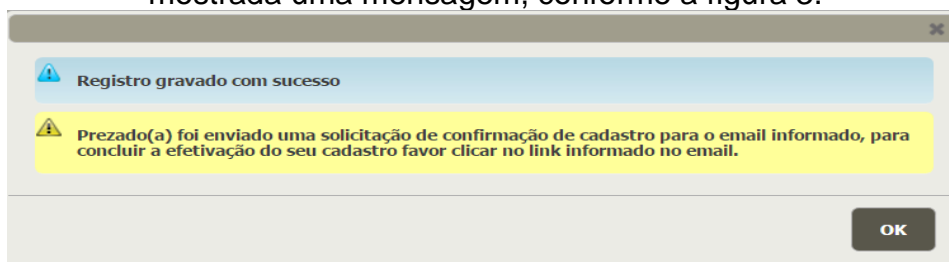 mostrada uma mensagem, conforme a figura 3.
Registro gravado com sucesso
Prezado(a) foi enviado uma solicitação de confirmação de cadastro para o email informado, para
concluir a efetivação do seu cadastro favor clicar no link informado no email.
OK